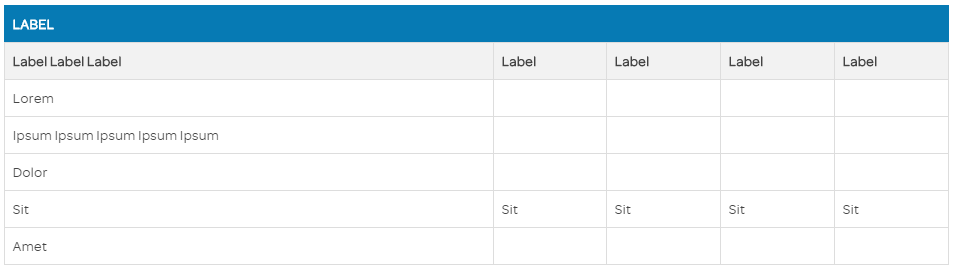 LABEL
Label Label Label Label Label Label Label
Lorem
Ipsum Ipsum Ipsum Ipsum Ipsum
Dolor
Sit Sit Sit Sit Sit
Amet